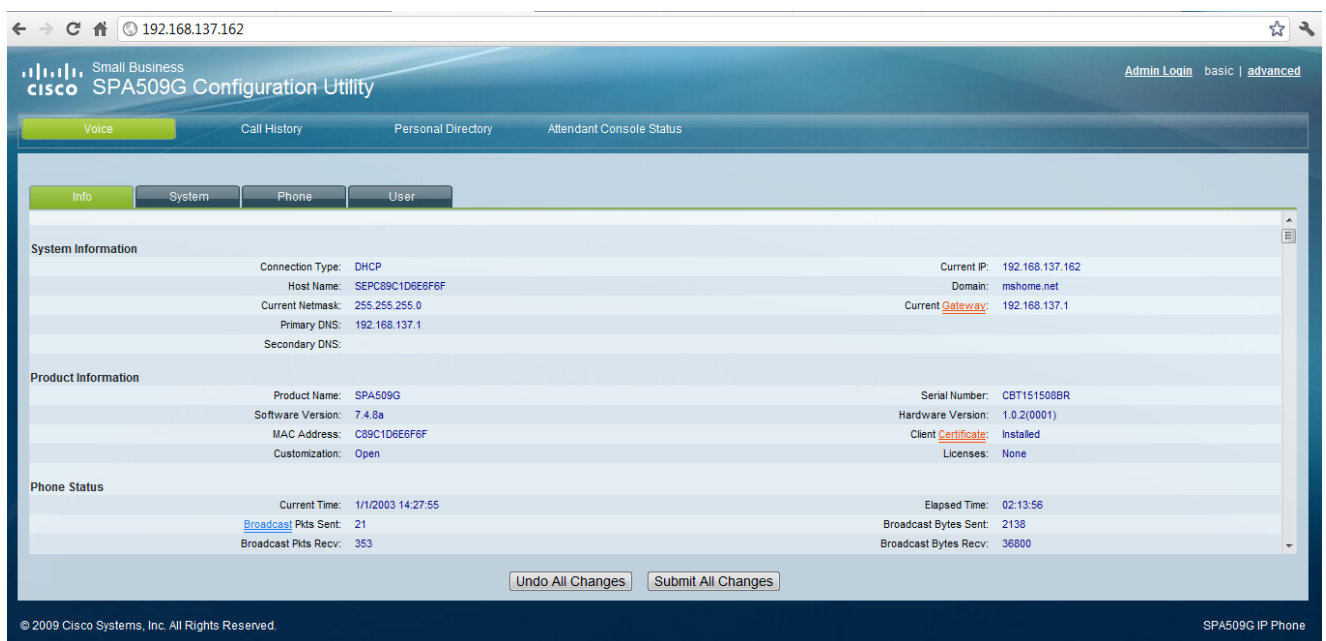 192.168.137.162
Small Business
CISCO SPA509G Configuration Utility
Admin Login basic | advanced
Voice Call History Personal Directory Attendant Console Status
Info System Phone User
System Information
Connection Type: DHCP Current IP: 192.168.137.162
Host Name: SEPC89C1D6E6F6F Domain: mshome.net
Current Netmask: 255.255.255.0 Current Gateway: 192.168.137.1
Primary DNS: 192.168.137.1
Secondary DNS:
Product Information
Product Name: SPA509G Serial Number: CBT151508BR
Software Version: 7.4.8a Hardware Version: 1.0.2(0001)
MAC Address: C89C1D6E6F6F Client Certificate: Installed
Customization: Open Licenses: None
Phone Status
Current Time: 1/1/2003 14:27:55 Elapsed Time: 02:13:56
Broadcast Pkts Sent: 21 Broadcast Bytes Sent: 2138
Broadcast Pkts Recv: 353 Broadcast Bytes Recv: 36800
Undo All Changes Submit All Changes
© 2009 Cisco Systems, Inc. All Rights Reserved. SPA509G IP Phone